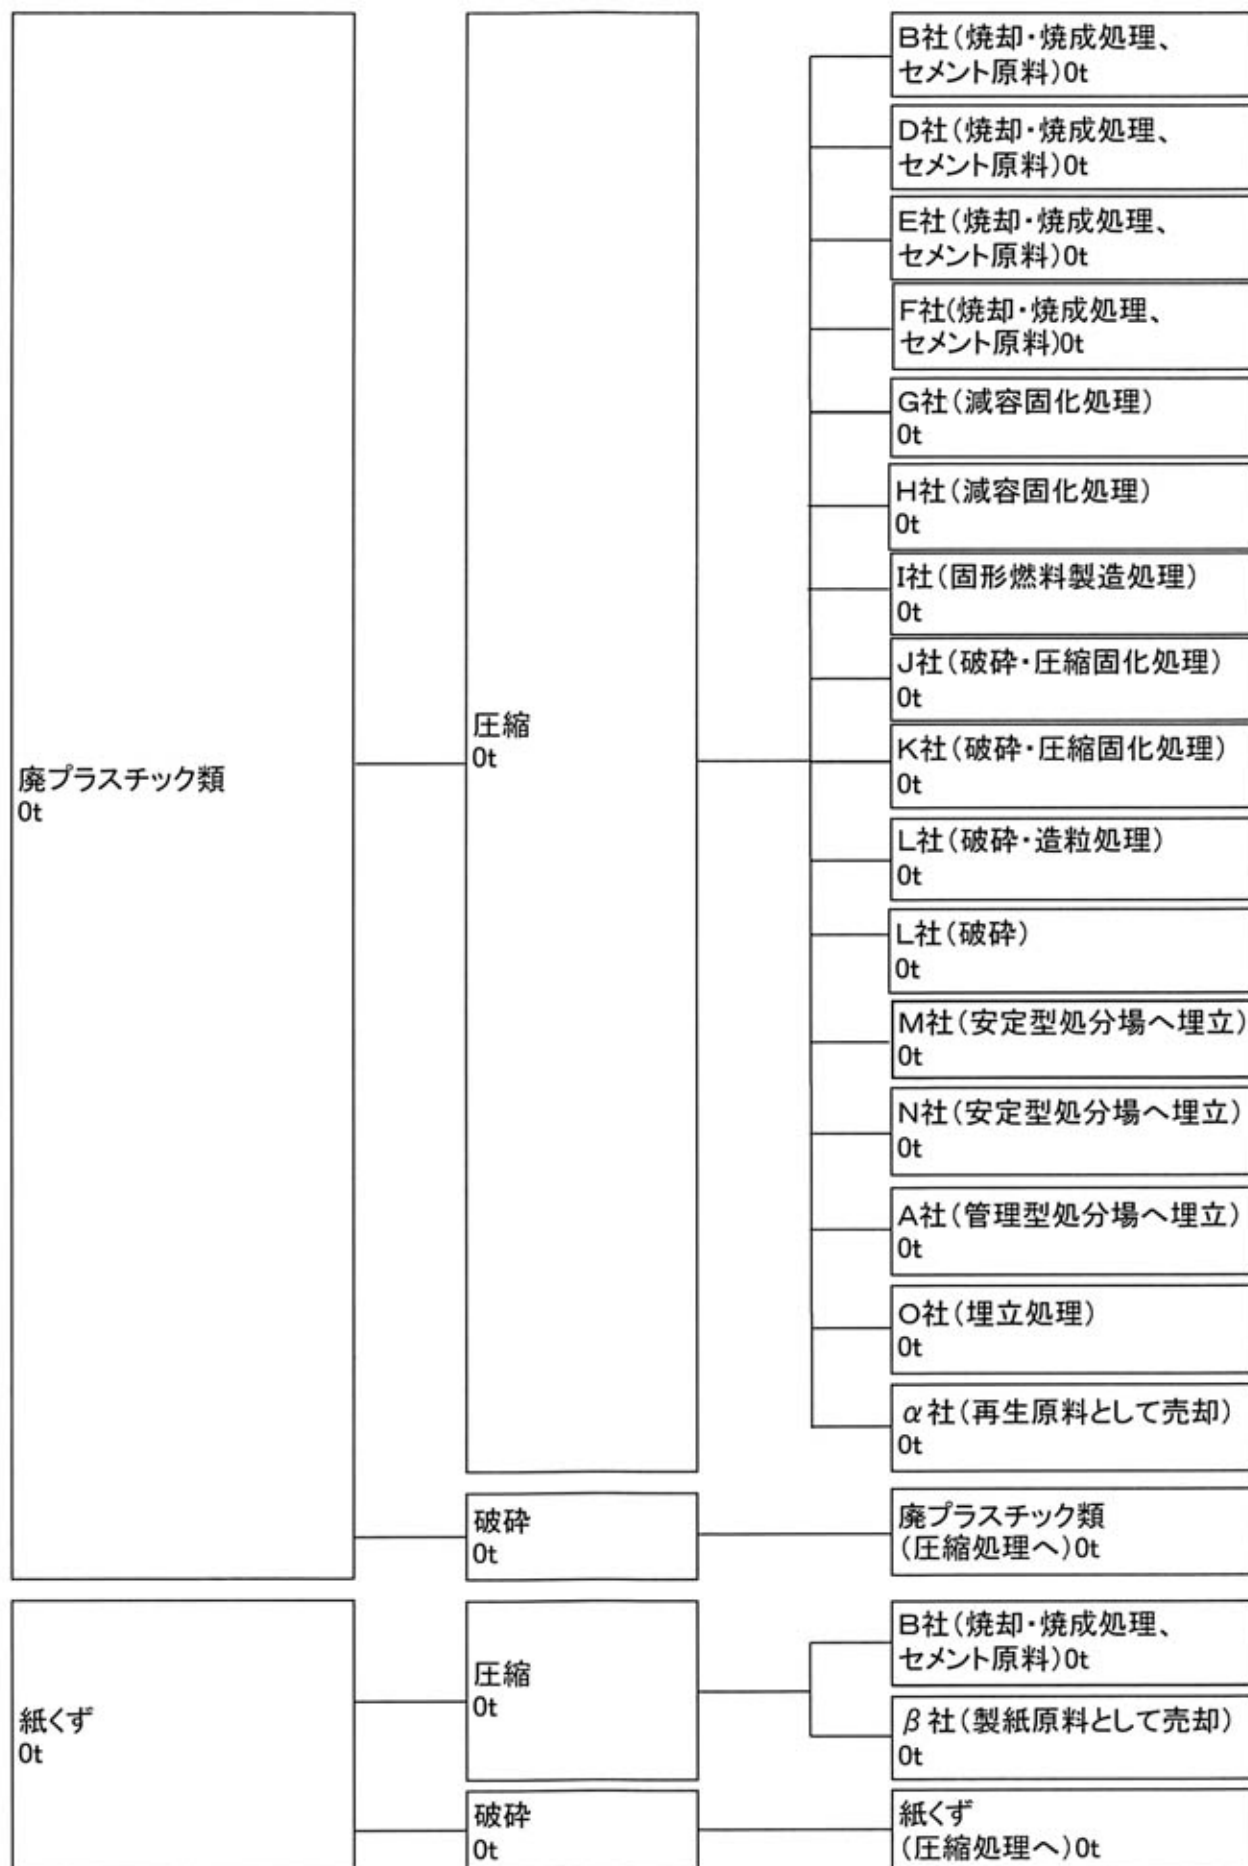 廃プラスチック類
0t
圧縮
0t
B社(焼却・焼成処理、
セメント原料)0t
D社(焼却・焼成処理、
セメント原料)0t
E社(焼却・焼成処理、
セメント原料)0t
F社(焼却・焼成処理、
セメント原料)0t
G社(減容固化処理)
0t
H社(減容固化処理)
0t
I社(固形燃料製造処理)
0t
J社(破砕・圧縮固化処理)
0t
K社(破砕・圧縮固化処理)
0t
L社(破砕・造粒処理)
0t
L社(破砕)
0t
M社(安定型処分場へ埋立)
0t
N社(安定型処分場へ埋立)
0t
A社(管理型処分場へ埋立)
0t
O社(埋立処理)
0t
α社(再生原料として売却)
0t
破砕
0t
廃プラスチック類
(圧縮処理へ)0t
紙くず
0t
圧縮
0t
B社(焼却・焼成処理、
セメント原料)0t
β社(製紙原料として売却)
0t
破砕
0t
紙くず
(圧縮処理へ)0t